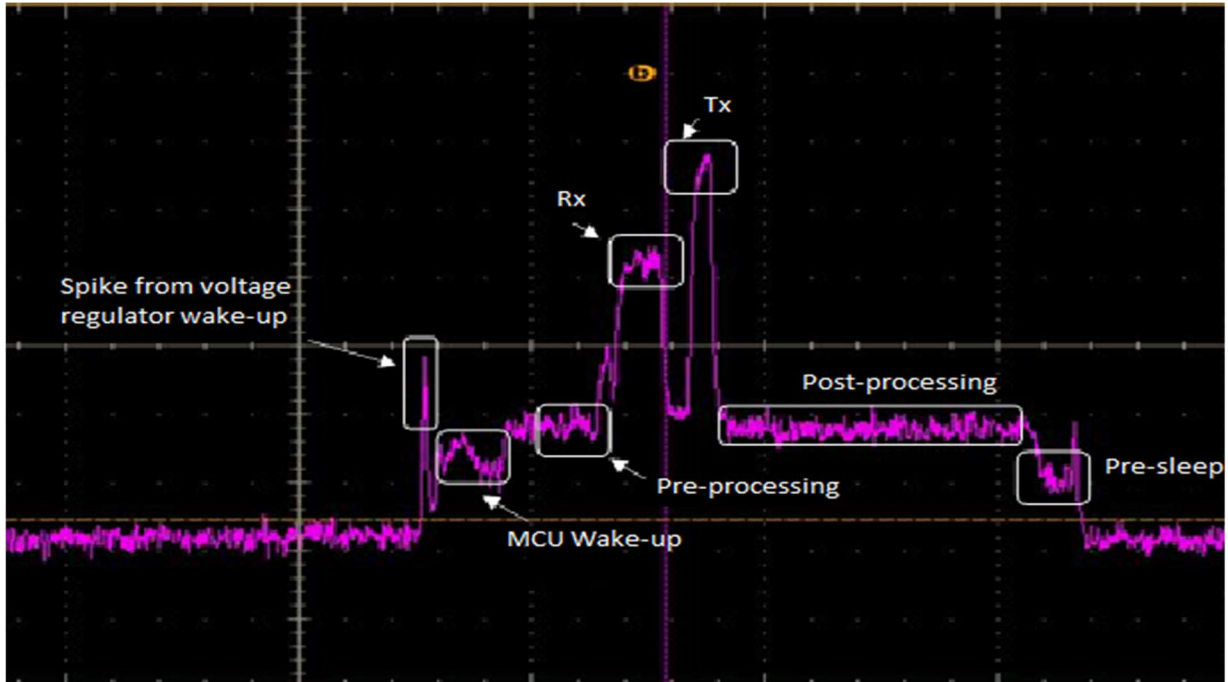 Tx
Rx
Spike from voltage
regulator wake-up
Post-processing
Pre-sleep
Pre-processing
MCU Wake-up